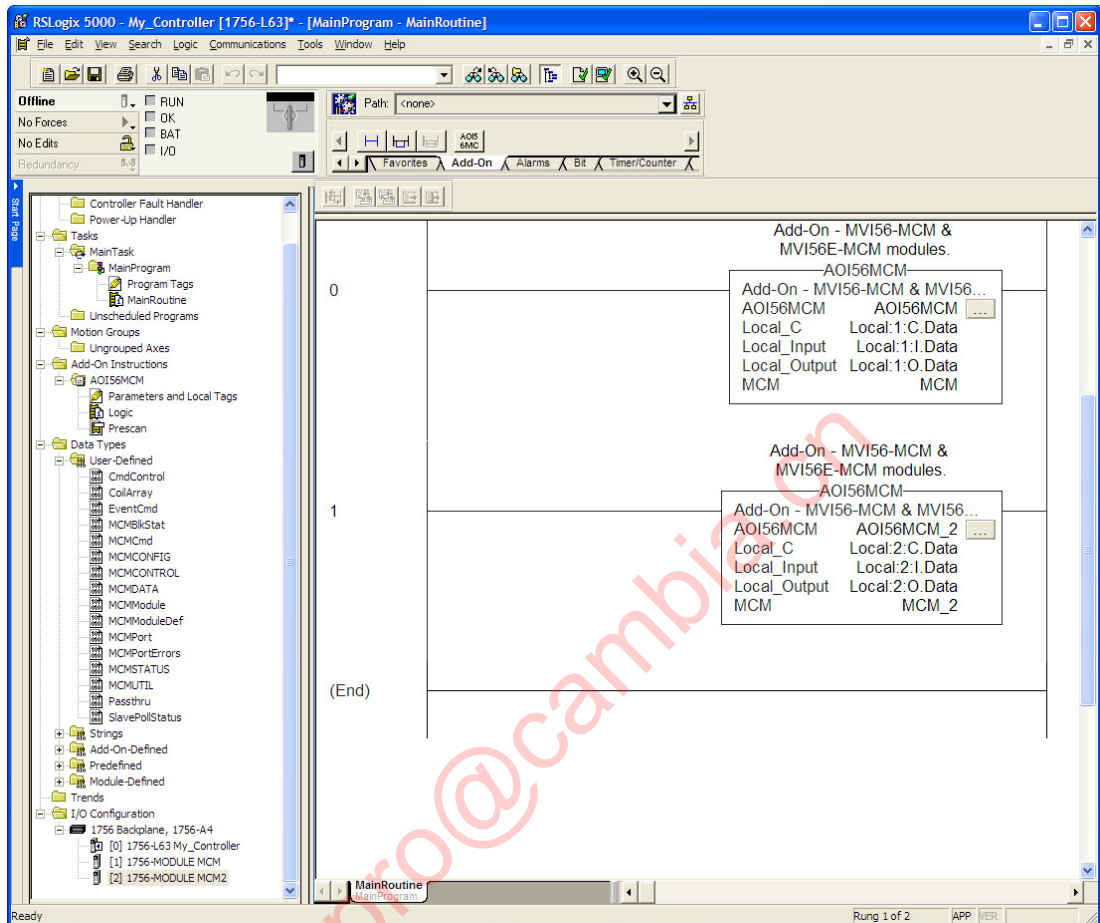 RSLogix 5000 - My_Controller [1756-L63]* - [MainProgram - MainRoutine]
File Edit View Search Logic Communications Tools Window Help
Offline
RUN
No Forces
OK
No Edits
BAT
Redundancy
I/O
Path: <none>
AOI5
6MC
Favorites Add-On Alarms Bit Timer/Counter
Start Page
Controller Fault Handler
Power-Up Handler
Tasks
MainTask
MainProgram
Program Tags
MainRoutine
Unscheduled Programs
Motion Groups
Ungrouped Axes
Add-On Instructions
AOI56MCM
Parameters and Local Tags
Logic
Prescan
Data Types
User-Defined
CmdControl
CoilArray
EventCmd
MCMBlkStat
MCMCmd
MCMCONFIG
MCMCONTROL
MCMDATA
MCMModule
MCMModuleDef
MCMPort
MCMPortErrors
MCMSTATUS
MCMUTIL
Passthru
SlavePollStatus
Strings
Add-On-Defined
Predefined
Module-Defined
Trends
I/O Configuration
1756 Backplane, 1756-A4
[0] 1756-L63 My_Controller
[1] 1756-MODULE MCM
[2] 1756-MODULE MCM2
Add-On - MVI56-MCM &
MVI56E-MCM modules.
AOI56MCM
0
Add-On - MVI56-MCM & MVI56...
AOI56MCM AOI56MCM ...
Local_C Local:1:C.Data
Local_Input Local:1:I.Data
Local_Output Local:1:O.Data
MCM MCM
Add-On - MVI56-MCM &
MVI56E-MCM modules.
AOI56MCM
1
Add-On - MVI56-MCM & MVI56...
AOI56MCM AOI56MCM_2 ...
Local_C Local:2:C.Data
Local_Input Local:2:I.Data
Local_Output Local:2:O.Data
MCM MCM_2
(End)
pro@cambia.cn
MainRoutine
MainProgram
Ready
Rung 1 of 2 APP VER